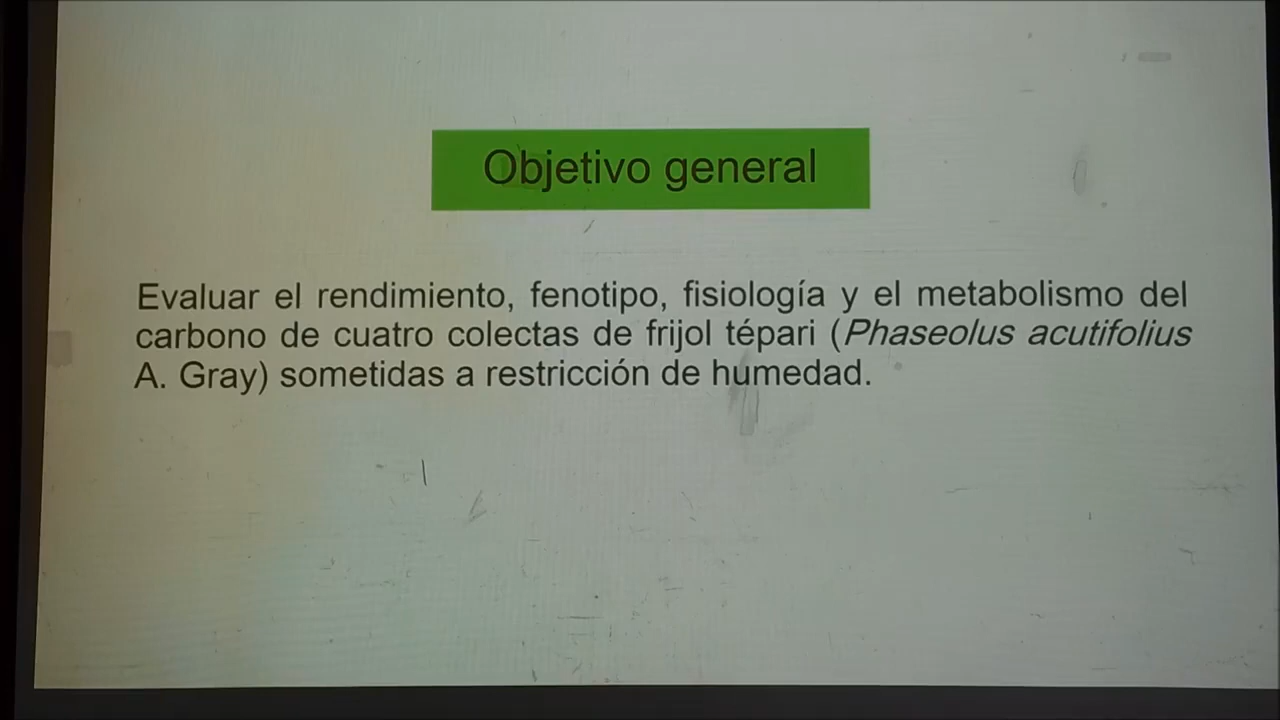 Objetivo general
Evaluar el rendimiento, fenotipo, fisiología y el metabolismo del
carbono de cuatro colectas de frijol tépari (Phaseolus acutifolius
A. Gray) sometidas a restricción de humedad.